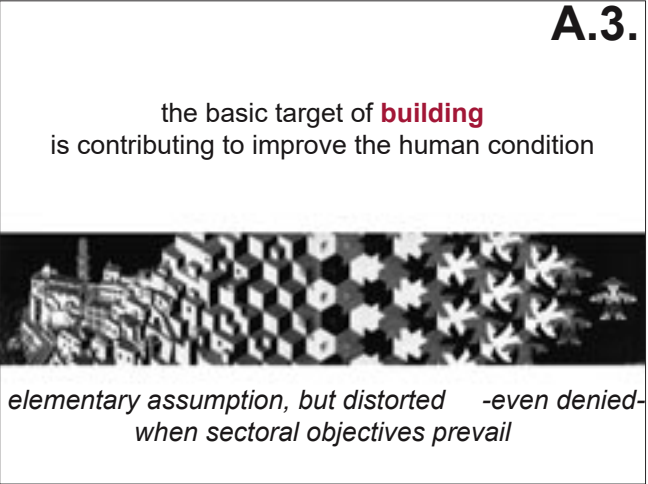 A.3.
the basic target of building
is contributing to improve the human condition
elementary assumption, but distorted -even denied-
when sectoral objectives prevail